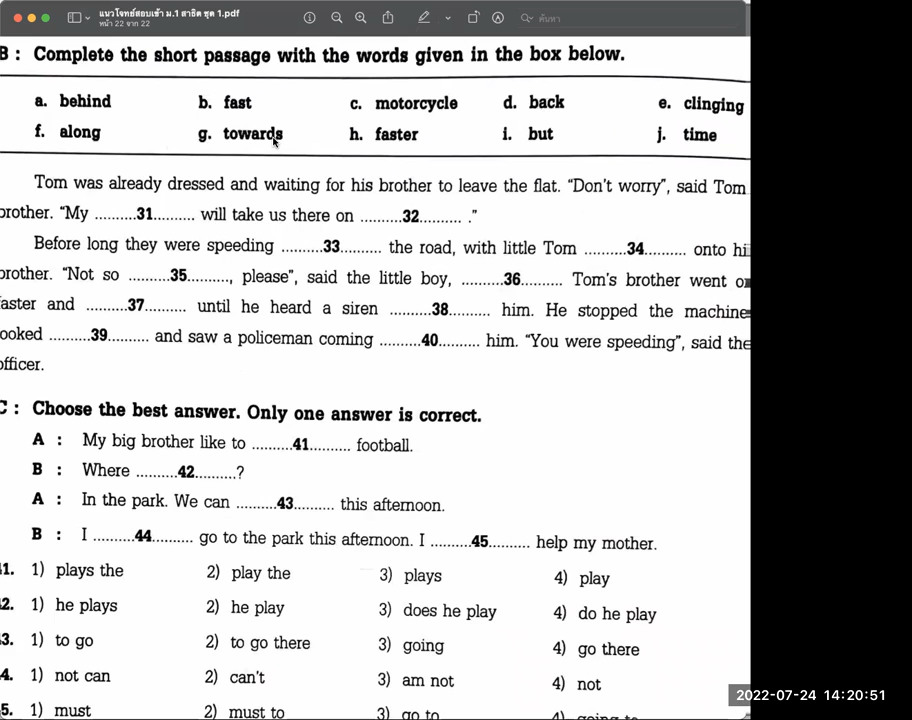 แนวโจทย์สอบเข้า ม.1 สาธิต ชุด 1.pdf
หน้า 22 จาก 22
ค้นหา
B : Complete the short passage with the words given in the box below.
a. behind b. fast c. motorcycle d. back e. clinging
f. along g. towards h. faster i. but j. time
Tom was already dressed and waiting for his brother to leave the flat. “Don't worry”, said Tom
brother. “My ..........31.......... will take us there on ..........32.......... .”
Before long they were speeding ..........33.......... the road, with little Tom ..........34.......... onto hi
brother. “Not so ..........35.........., please”, said the little boy, ..........36.......... Tom's brother went on
faster and ..........37.......... until he heard a siren ..........38.......... him. He stopped the machine
ooked ..........39.......... and saw a policeman coming ..........40.......... him. “You were speeding”, said the
officer.
C : Choose the best answer. Only one answer is correct.
A : My big brother like to ..........41.......... football.
B : Where ..........42..........?
A : In the park. We can ..........43.......... this afternoon.
B : I ..........44.......... go to the park this afternoon. I ..........45.......... help my mother.
1. 1) plays the 2) play the 3) plays 4) play
2. 1) he plays 2) he play 3) does he play 4) do he play
3. 1) to go 2) to go there 3) going 4) go there
4. 1) not can 2) can't 3) am not 4) not
5. 1) must 2) must to 3) go to 4) going to
2022-07-24 14:20:51